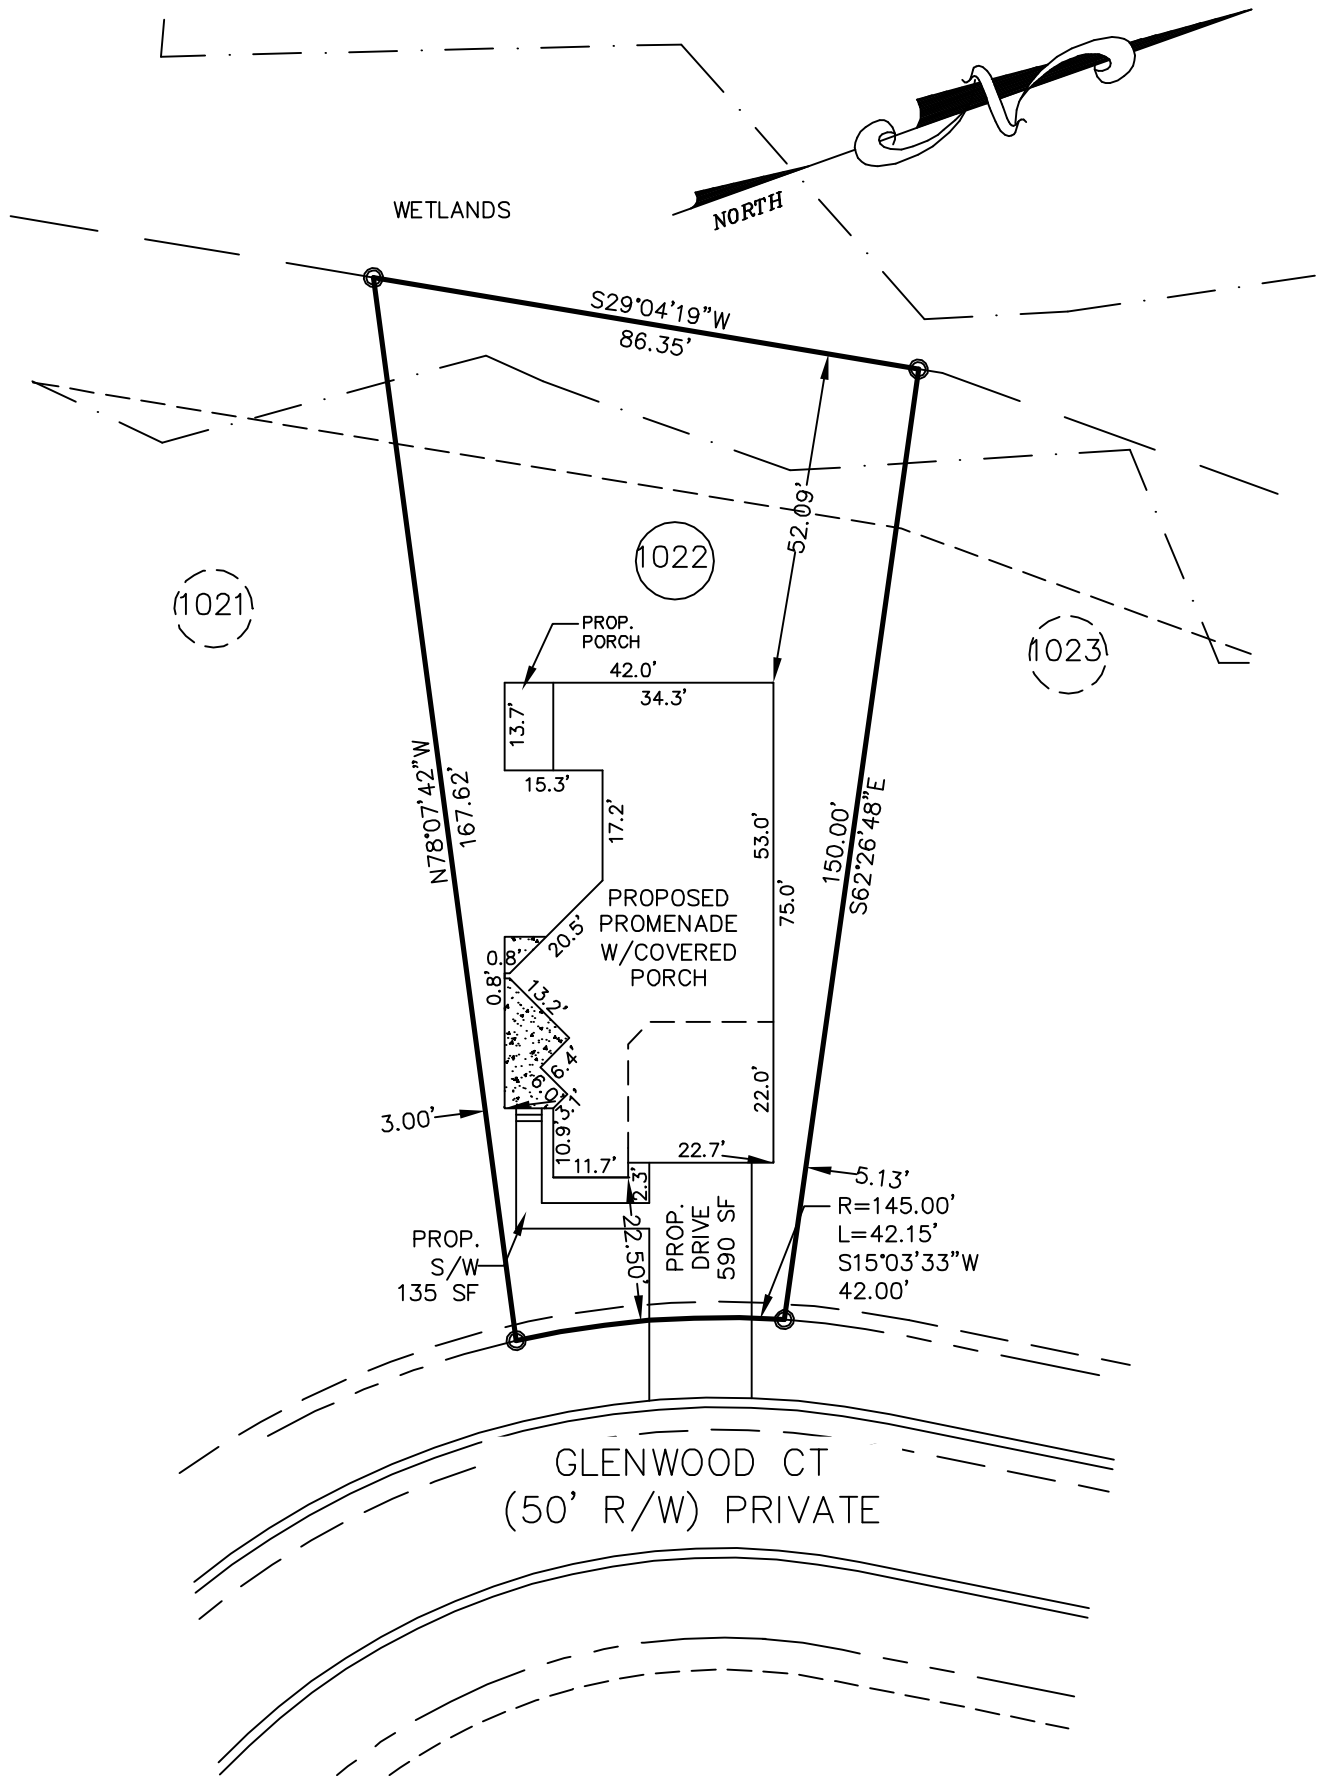 NORTH
WETLANDS
S29°04'19"W
86.35'
52.09'
1022
1021
1023
PROP.
PORCH
42.0'
34.3'
13.7'
15.3'
17.2'
N78°07'42"W
167.62'
53.0'
75.0'
150.00'
S62°26'48"E
PROPOSED
PROMENADE
W/COVERED
PORCH
20.5'
0.8'
0.8'
13.2'
6.4'
6.0'
3.1'
10.9'
11.7'
22.0'
22.7'
2.3'
3.00'
5.13'
R=145.00'
L=42.15'
S15°03'33"W
42.00'
22.50'
PROP.
DRIVE
590 SF
PROP.
S/W
135 SF
GLENWOOD CT
(50' R/W) PRIVATE